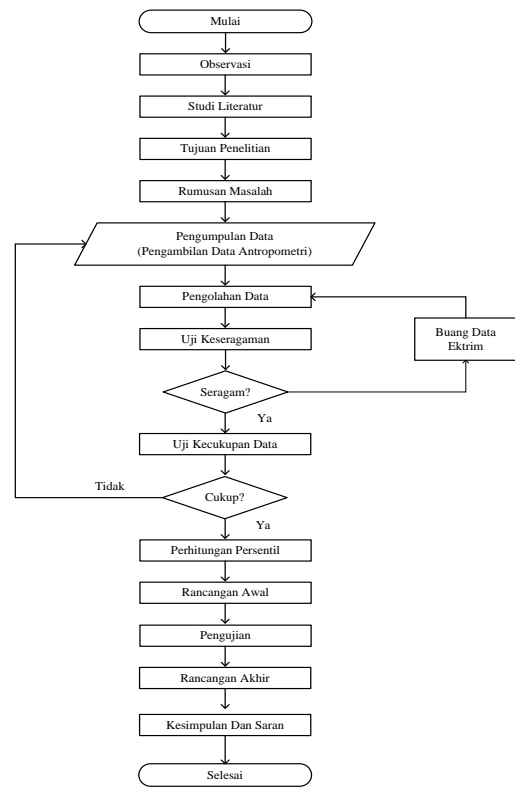 Mulai
Observasi
Studi Literatur
Tujuan Penelitian
Rumusan Masalah
Pengumpulan Data
(Pengambilan Data Antropometri)
Pengolahan Data
Buang Data
Ektrim
Uji Keseragaman
Seragam?
Ya
Uji Kecukupan Data
Tidak
Cukup?
Ya
Perhitungan Persentil
Rancangan Awal
Pengujian
Rancangan Akhir
Kesimpulan Dan Saran
Selesai